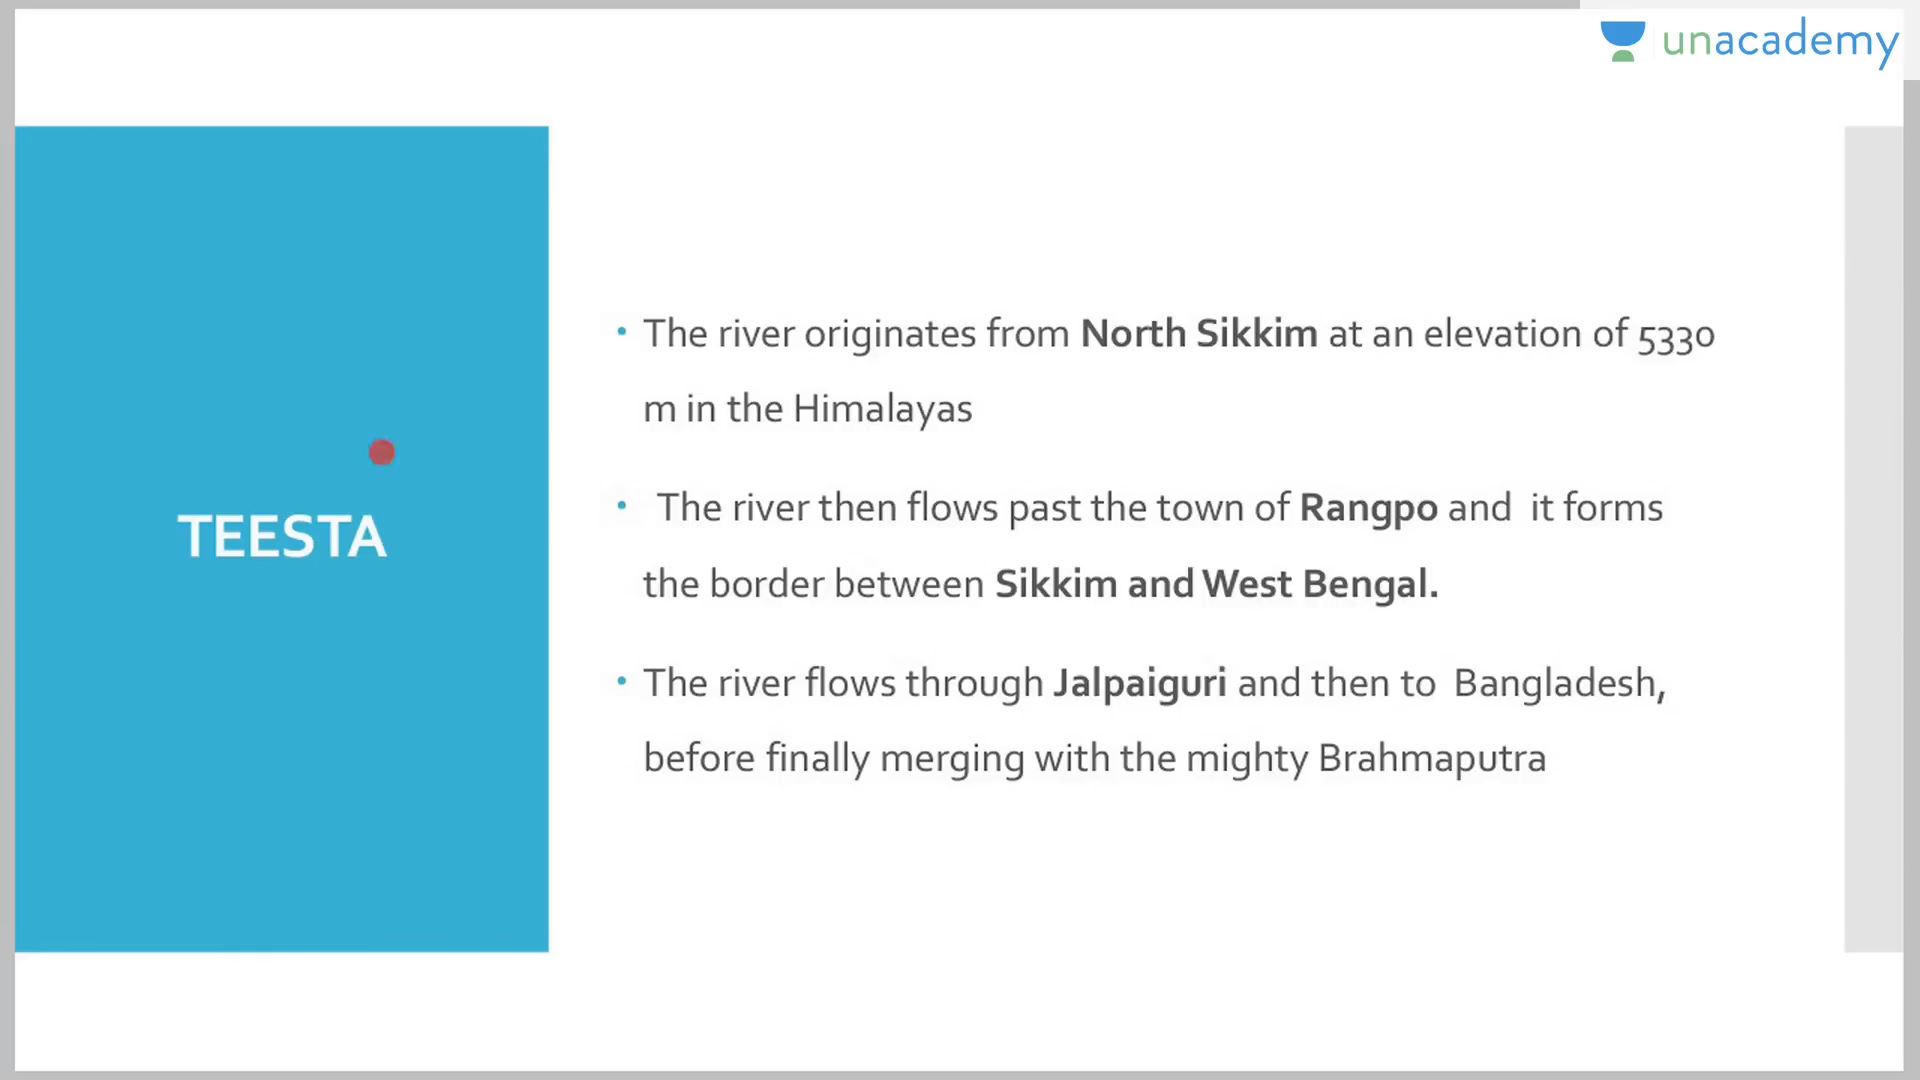 unacademy
TEESTA
• The river originates from North Sikkim at an elevation of 5330
m in the Himalayas
• The river then flows past the town of Rangpo and it forms
the border between Sikkim and West Bengal.
• The river flows through Jalpaiguri and then to Bangladesh,
before finally merging with the mighty Brahmaputra